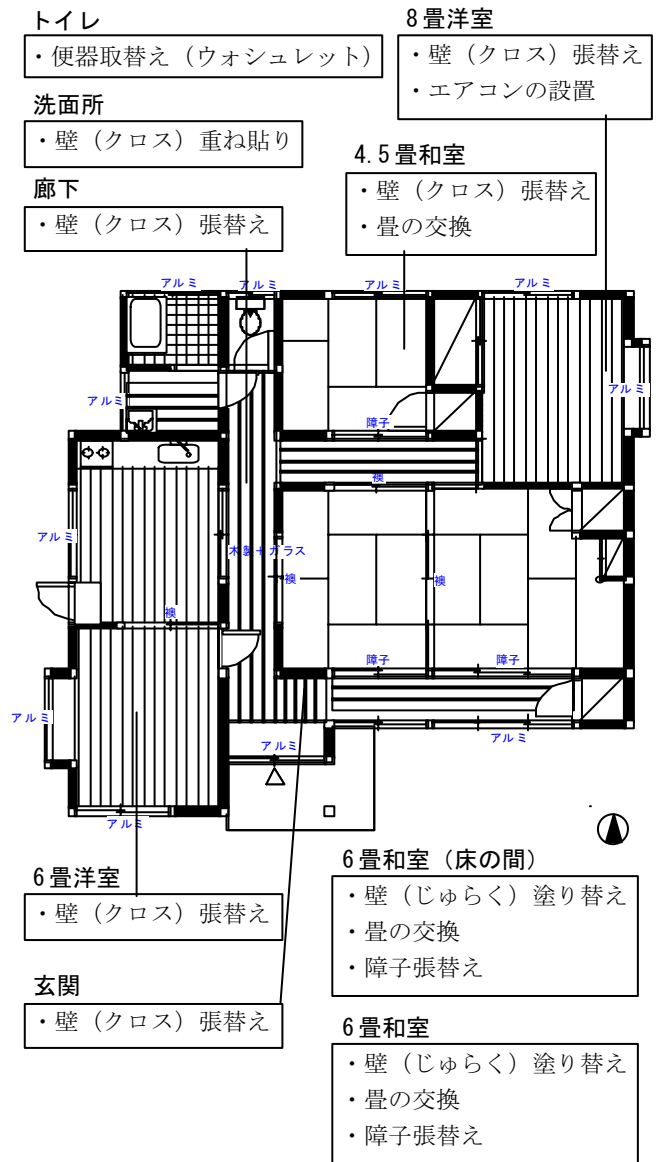 トイレ
・便器取替え（ウォシュレット）
8畳洋室
・壁（クロス）張替え
・エアコンの設置
洗面所
・壁（クロス）重ね貼り
4.5畳和室
・壁（クロス）張替え
・畳の交換
廊下
・壁（クロス）張替え
アルミ
アルミ
アルミ
アルミ
アルミ
アルミ
障子
襖
アルミ
木製＋ガラス
襖
襖
襖
障子
障子
アルミ
アルミ
アルミ
アルミ
6畳洋室
・壁（クロス）張替え
6畳和室（床の間）
・壁（じゅらく）塗り替え
・畳の交換
・障子張替え
玄関
・壁（クロス）張替え
6畳和室
・壁（じゅらく）塗り替え
・畳の交換
・障子張替え